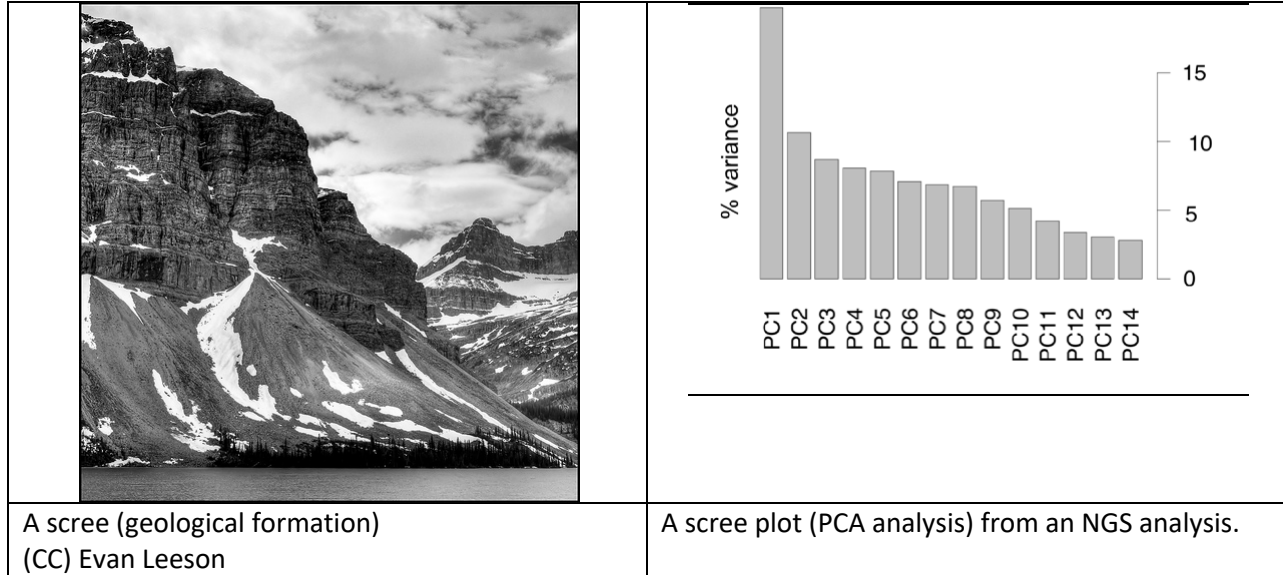 % variance
15
10
5
0
PC1
PC2
PC3
PC4
PC5
PC6
PC7
PC8
PC9
PC10
PC11
PC12
PC13
PC14
A scree (geological formation)
(CC) Evan Leeson
A scree plot (PCA analysis) from an NGS analysis.